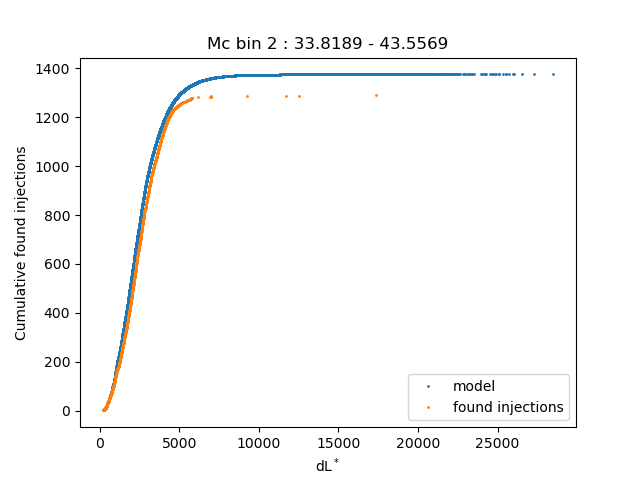 Mc bin 2 : 33.8189 - 43.5569
Cumulative found injections
1400
1200
1000
800
600
400
200
0
0
5000
10000
15000
20000
25000
dL*
model
found injections